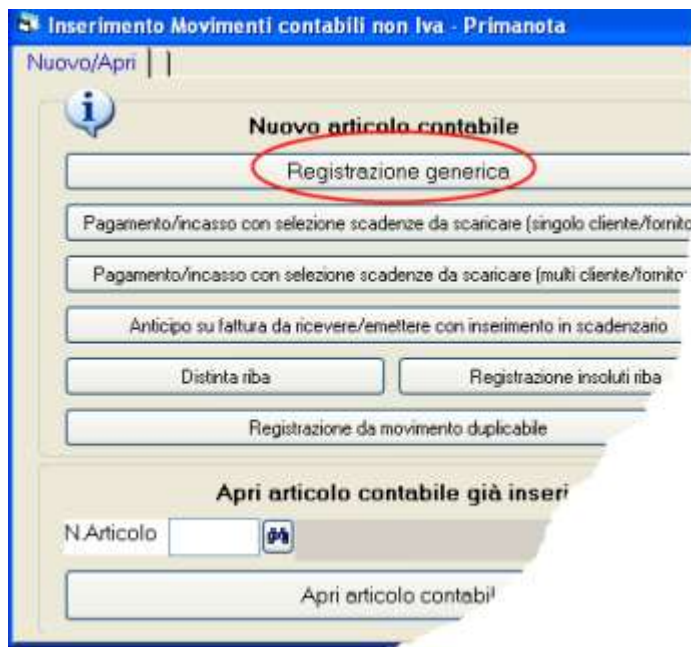 Inserimento Movimenti contabili non Iva - Primanota
Nuovo/Apri
Nuovo articolo contabile
Registrazione generica
Pagamento/incasso con selezione scadenze da scaricare (singolo cliente/fornito
Pagamento/incasso con selezione scadenze da scaricare (multi cliente/fornito
Anticipo su fattura da ricevere/emettere con inserimento in scadenzario
Distinta riba
Registrazione insoluti riba
Registrazione da movimento duplicabile
Apri articolo contabile già inseri
N.Articolo
Apri articolo contabil